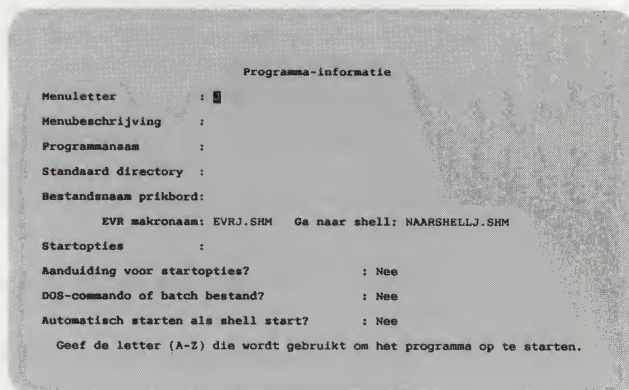 Programma-informatie
Menuletter : J
Menubeschrijving :
Programmanaam :
Standaard directory :
Bestandsnaam prikbord:
EVR makronaam: EVRJ.SHM Ga naar shell: NAARSHELLJ.SHM
Startopties :
Aanduiding voor startopties? : Nee
DOS-commando of batch bestand? : Nee
Automatisch starten als shell start? : Nee
Geef de letter (A-Z) die wordt gebruikt om het programma op te starten.